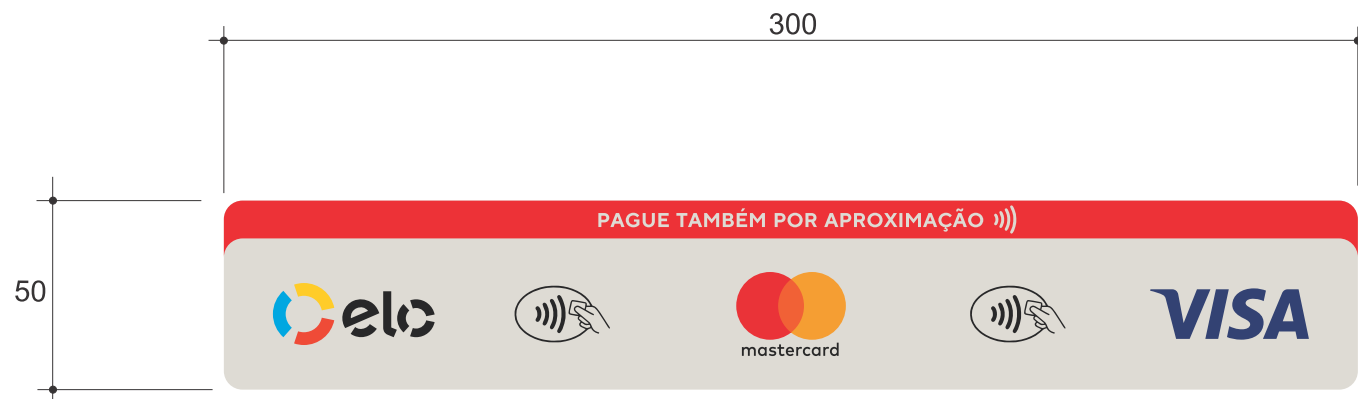 300
PAGUE TAMBÉM POR APROXIMAÇÃO
50
elo
mastercard
VISA